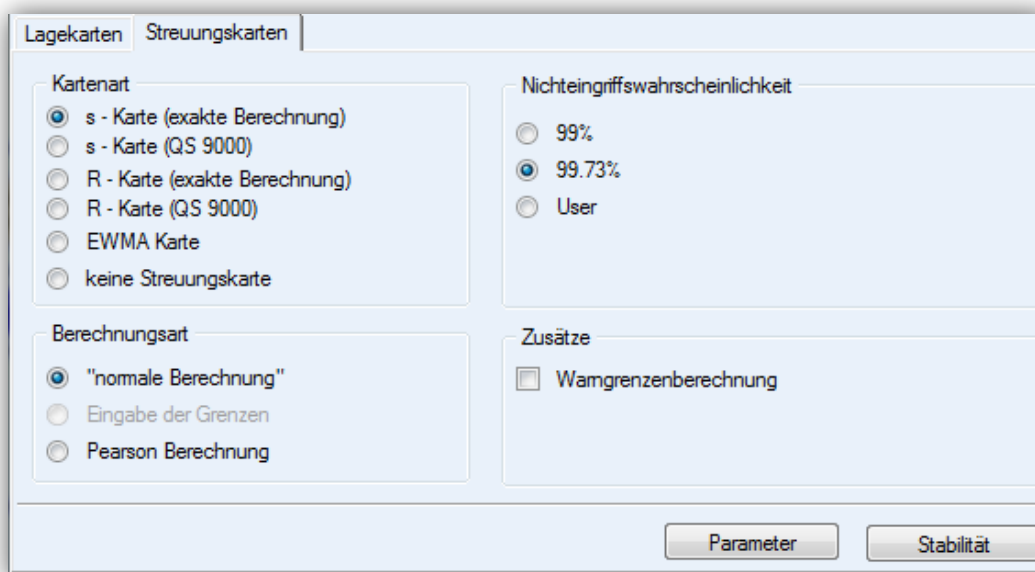 Lagekarten
Streuungskarten
Kartenart
s - Karte (exakte Berechnung)
s - Karte (QS 9000)
R - Karte (exakte Berechnung)
R - Karte (QS 9000)
EWMA Karte
keine Streuungskarte
Nichteingriffswahrscheinlichkeit
99%
99.73%
User
Berechnungsart
"normale Berechnung"
Eingabe der Grenzen
Pearson Berechnung
Zusätze
Warngrenzenberechnung
Parameter
Stabilität